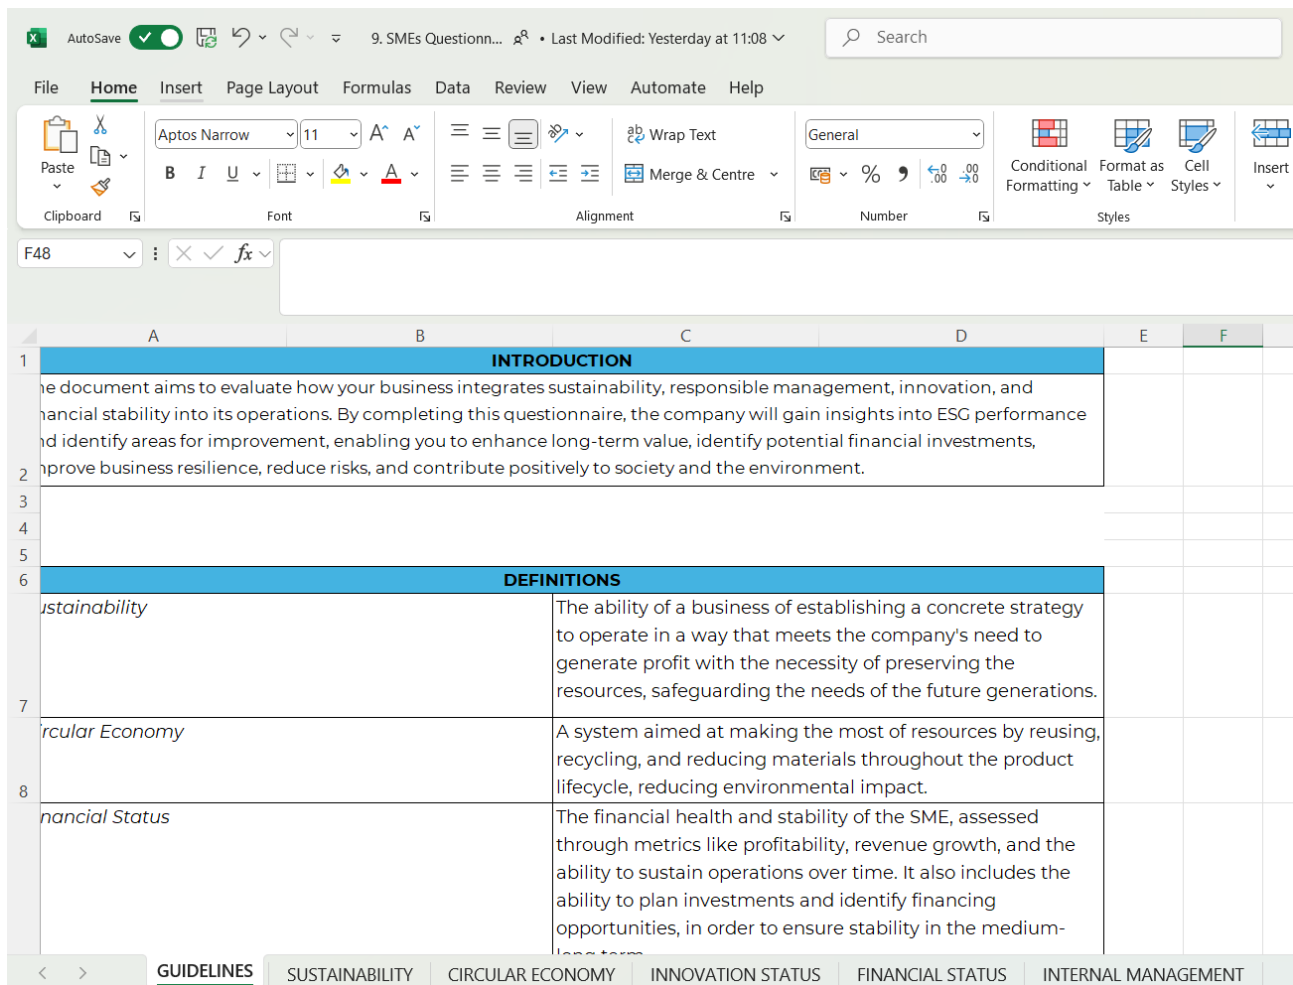 AutoSave
9. SMEs Questionn... • Last Modified: Yesterday at 11:08
Search
File Home Insert Page Layout Formulas Data Review View Automate Help
Paste
Clipboard
Aptos Narrow 11
B I U A
Font
Wrap Text
Merge & Centre
Alignment
General
%
Number
Conditional Formatting
Format as Table
Cell Styles
Styles
Insert
F48
fx
A B C D E F
1 INTRODUCTION
he document aims to evaluate how your business integrates sustainability, responsible management, innovation, and
nancial stability into its operations. By completing this questionnaire, the company will gain insights into ESG performance
nd identify areas for improvement, enabling you to enhance long-term value, identify potential financial investments,
2 mprove business resilience, reduce risks, and contribute positively to society and the environment.
3
4
5
6 DEFINITIONS
ustainability
The ability of a business of establishing a concrete strategy
to operate in a way that meets the company's need to
generate profit with the necessity of preserving the
resources, safeguarding the needs of the future generations.
7
ircular Economy
A system aimed at making the most of resources by reusing,
recycling, and reducing materials throughout the product
lifecycle, reducing environmental impact.
8
nancial Status
The financial health and stability of the SME, assessed
through metrics like profitability, revenue growth, and the
ability to sustain operations over time. It also includes the
ability to plan investments and identify financing
opportunities, in order to ensure stability in the medium-
long term
GUIDELINES SUSTAINABILITY CIRCULAR ECONOMY INNOVATION STATUS FINANCIAL STATUS INTERNAL MANAGEMENT